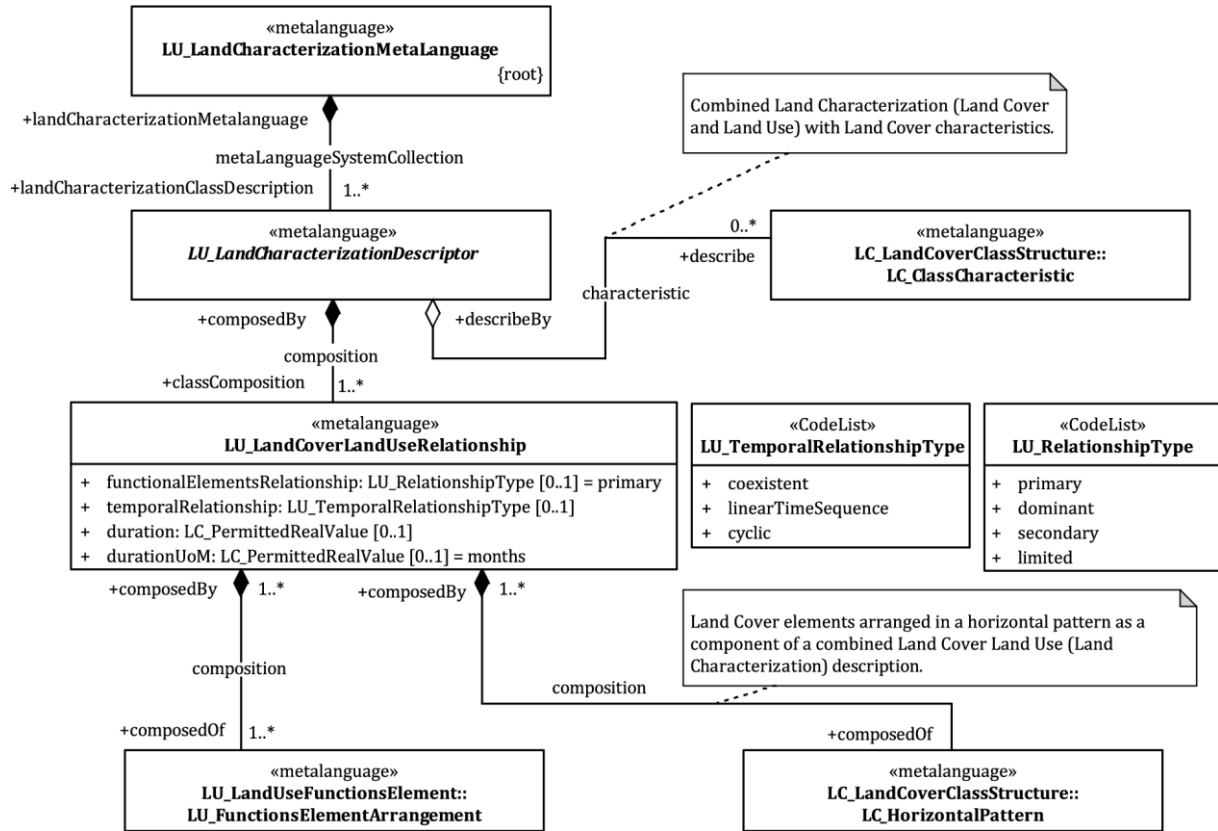 «metalanguage»
LU_LandCharacterizationMetaLanguage
{root}
+landCharacterizationMetalanguage
metaLanguageSystemCollection
+landCharacterizationClassDescription
1..*
Combined Land Characterization (Land Cover
and Land Use) with Land Cover characteristics.
«metalanguage»
LU_LandCharacterizationDescriptor
0..*
+describe
characteristic
«metalanguage»
LC_LandCoverClassStructure::
LC_ClassCharacteristic
+composedBy
+describeBy
composition
+classComposition
1..*
«metalanguage»
LU_LandCoverLandUseRelationship
+ functionalElementsRelationship: LU_RelationshipType [0..1] = primary
+ temporalRelationship: LU_TemporalRelationshipType [0..1]
+ duration: LC_PermittedRealValue [0..1]
+ durationUoM: LC_PermittedRealValue [0..1] = months
«CodeList»
LU_TemporalRelationshipType
+ coexistent
+ linearTimeSequence
+ cyclic
«CodeList»
LU_RelationshipType
+ primary
+ dominant
+ secondary
+ limited
+composedBy
1..*
+composedBy
1..*
Land Cover elements arranged in a horizontal pattern as a
component of a combined Land Cover Land Use (Land
Characterization) description.
composition
composition
+composedOf
1..*
+composedOf
«metalanguage»
LU_LandUseFunctionsElement::
LU_FunctionsElementArrangement
«metalanguage»
LC_LandCoverClassStructure::
LC_HorizontalPattern